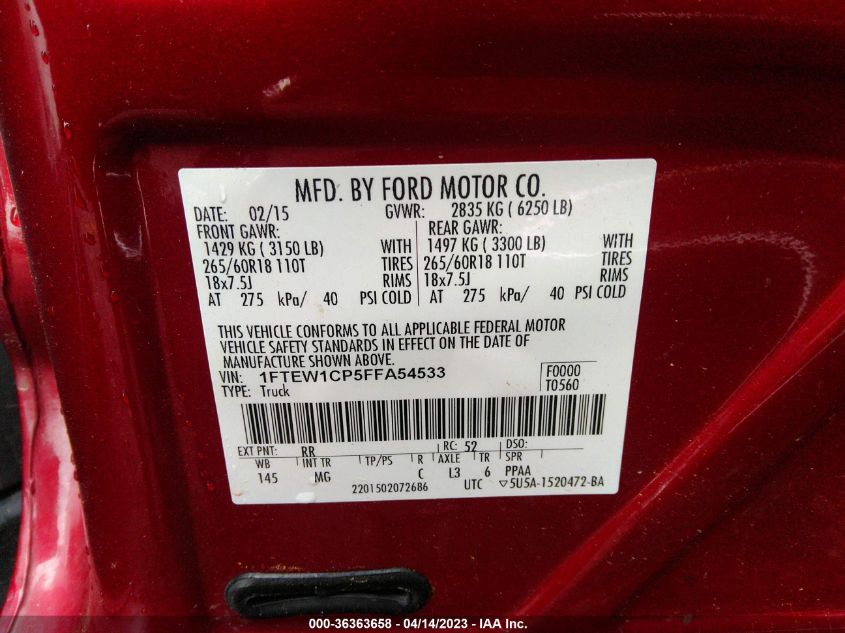 MFD. BY FORD MOTOR CO.
DATE: 02/15 GVWR: 2835 KG ( 6250 LB)
FRONT GAWR: REAR GAWR:
1429 KG ( 3150 LB) WITH 1497 KG ( 3300 LB) WITH
265/60R18 110T TIRES 265/60R18 110T TIRES
18x7.5J RIMS 18x7.5J RIMS
AT 275 kPa/ 40 PSI COLD AT 275 kPa/ 40 PSI COLD
THIS VEHICLE CONFORMS TO ALL APPLICABLE FEDERAL MOTOR
VEHICLE SAFETY STANDARDS IN EFFECT ON THE DATE OF
MANUFACTURE SHOWN ABOVE.
VIN: 1FTEW1CP5FFA54533 F0000
TYPE: Truck T0560
EXT PNT: RR RC: 52 DSO:
WB INT TR TP/PS R AXLE TR SPR
145 MG C L3 6 PPAA
2201502072686 UTC ▽5U5A-1520472-BA
000-36363658 - 04/14/2023 - IAA Inc.